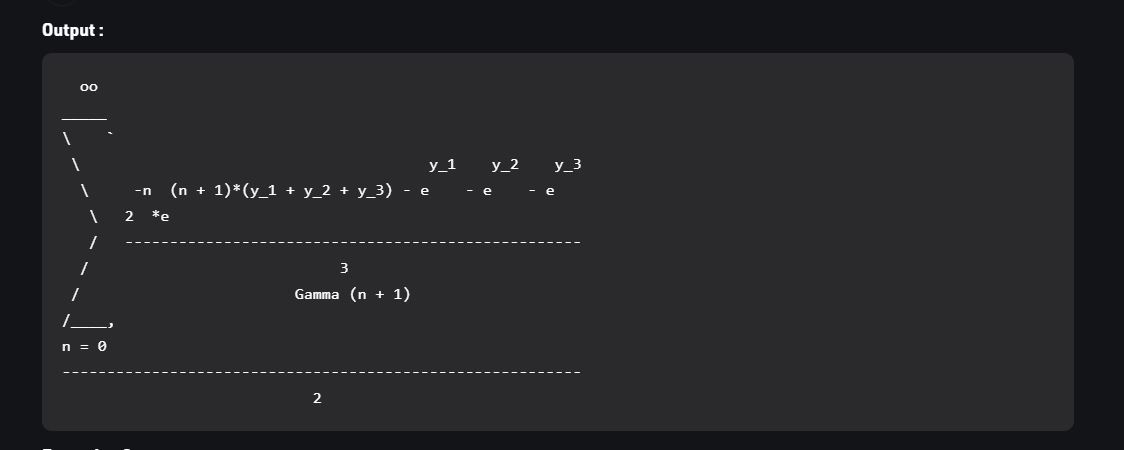 Output :
  oo
_____
\    `
 \                                       y_1    y_2    y_3
  \     -n  (n + 1)*(y_1 + y_2 + y_3) - e    - e    - e
   \   2  *e
   /   ---------------------------------------------------
  /                            3
 /                        Gamma (n + 1)
/____,
n = 0
----------------------------------------------------------
                            2